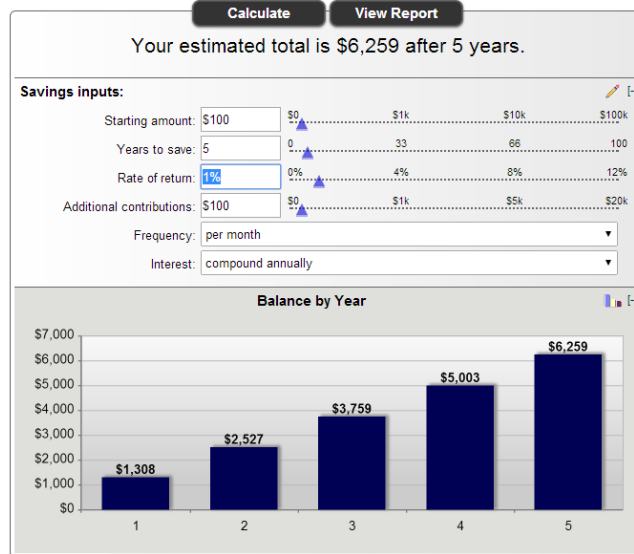 Calculate View Report
Your estimated total is $6,259 after 5 years.
Savings inputs:
Starting amount: $100 $0 $1k $10k $100k
Years to save: 5 0 33 66 100
Rate of return: 1% 0% 4% 8% 12%
Additional contributions: $100 $0 $1k $5k $20k
Frequency: per month
Interest: compound annually
Balance by Year
$7,000
$6,000
$5,000
$4,000
$3,000
$2,000
$1,000
$0
$1,308
$2,527
$3,759
$5,003
$6,259
1 2 3 4 5